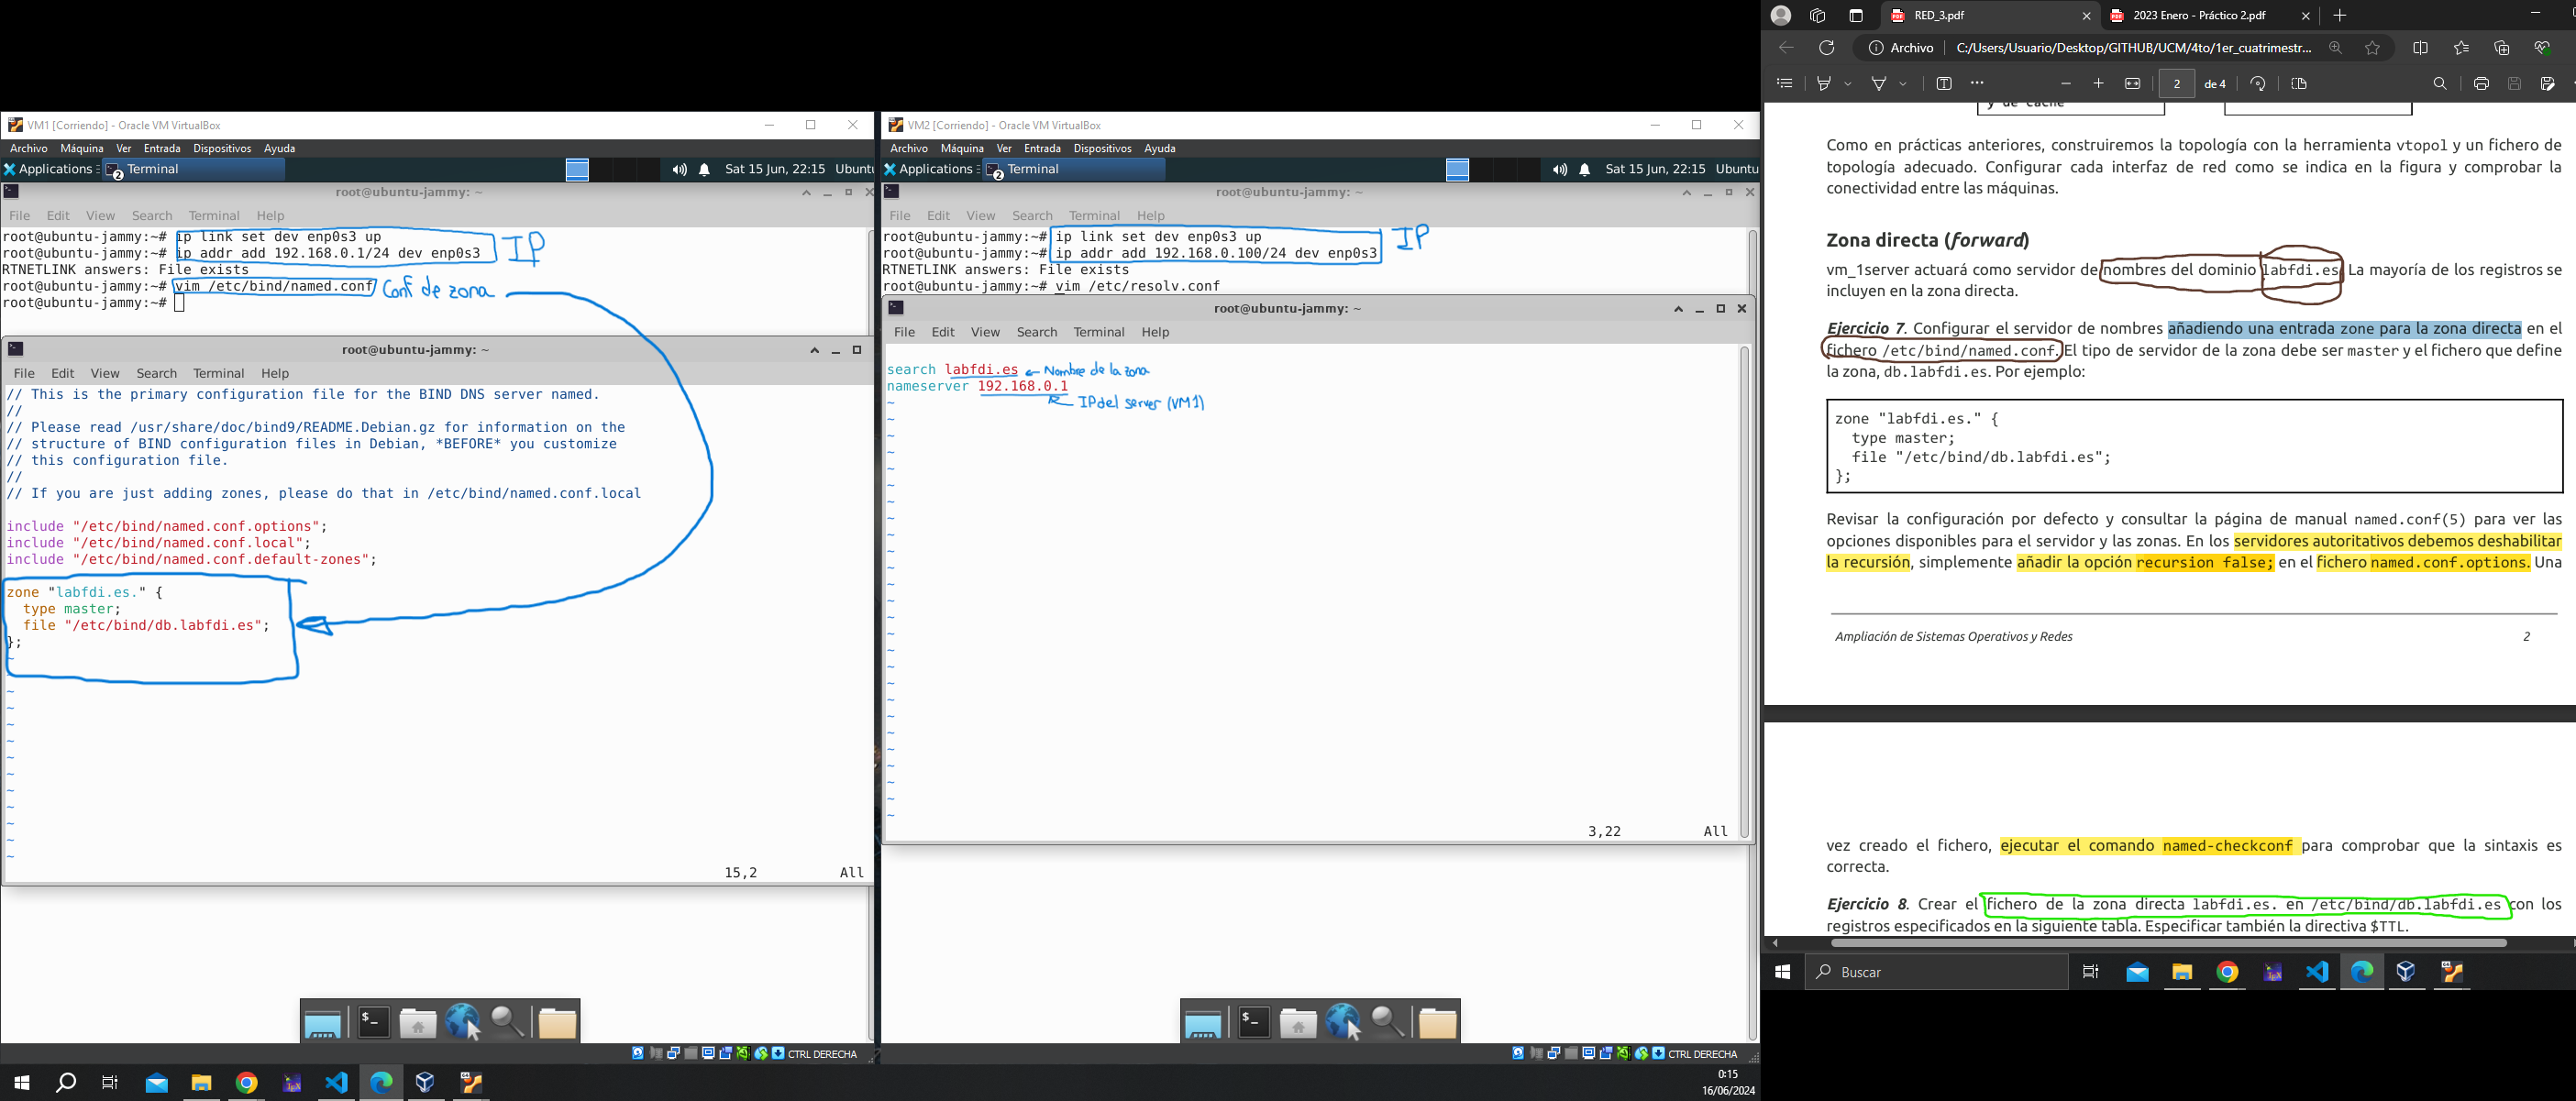 VM1 [Corriendo] - Oracle VM VirtualBox
Archivo Máquina Ver Entrada Dispositivos Ayuda
Applications Terminal Sat 15 Jun, 22:15 Ubuntu
root@ubuntu-jammy: ~
File Edit View Search Terminal Help
root@ubuntu-jammy:~# ip link set dev enp0s3 up
root@ubuntu-jammy:~# ip addr add 192.168.0.1/24 dev enp0s3
IP
RTNETLINK answers: File exists
root@ubuntu-jammy:~# vim /etc/bind/named.conf
Conf de zona
root@ubuntu-jammy:~#
root@ubuntu-jammy: ~
File Edit View Search Terminal Help
// This is the primary configuration file for the BIND DNS server named.
//
// Please read /usr/share/doc/bind9/README.Debian.gz for information on the
// structure of BIND configuration files in Debian, *BEFORE* you customize
// this configuration file.
//
// If you are just adding zones, please do that in /etc/bind/named.conf.local
include "/etc/bind/named.conf.options";
include "/etc/bind/named.conf.local";
include "/etc/bind/named.conf.default-zones";
zone "labfdi.es." {
type master;
file "/etc/bind/db.labfdi.es";
};
15,2 All
CTRL DERECHA
VM2 [Corriendo] - Oracle VM VirtualBox
Archivo Máquina Ver Entrada Dispositivos Ayuda
Applications Terminal Sat 15 Jun, 22:15 Ubuntu
root@ubuntu-jammy: ~
File Edit View Search Terminal Help
root@ubuntu-jammy:~# ip link set dev enp0s3 up
root@ubuntu-jammy:~# ip addr add 192.168.0.100/24 dev enp0s3
IP
RTNETLINK answers: File exists
root@ubuntu-jammy:~# vim /etc/resolv.conf
root@ubuntu-jammy: ~
File Edit View Search Terminal Help
search labfdi.es
Nombre de la zona
nameserver 192.168.0.1
IP del server (VM1)
3,22 All
CTRL DERECHA
0:15
16/06/2024
RED_3.pdf
2023 Enero - Práctico 2.pdf
Archivo C:/Users/Usuario/Desktop/GITHUB/UCM/4to/1er_cuatrimestr...
2 de 4
y de caché
Como en prácticas anteriores, construiremos la topología con la herramienta vtopol y un fichero de
topología adecuado. Configurar cada interfaz de red como se indica en la figura y comprobar la
conectividad entre las máquinas.
Zona directa (forward)
vm_1server actuará como servidor de nombres del dominio labfdi.es. La mayoría de los registros se
incluyen en la zona directa.
Ejercicio 7. Configurar el servidor de nombres añadiendo una entrada zone para la zona directa en el
fichero /etc/bind/named.conf. El tipo de servidor de la zona debe ser master y el fichero que define
la zona, db.labfdi.es. Por ejemplo:
zone "labfdi.es." {
type master;
file "/etc/bind/db.labfdi.es";
};
Revisar la configuración por defecto y consultar la página de manual named.conf(5) para ver las
opciones disponibles para el servidor y las zonas. En los servidores autoritativos debemos deshabilitar
la recursión, simplemente añadir la opción recursion false; en el fichero named.conf.options. Una
Ampliación de Sistemas Operativos y Redes 2
vez creado el fichero, ejecutar el comando named-checkconf para comprobar que la sintaxis es
correcta.
Ejercicio 8. Crear el fichero de la zona directa labfdi.es. en /etc/bind/db.labfdi.es con los
registros especificados en la siguiente tabla. Especificar también la directiva $TTL.
Buscar